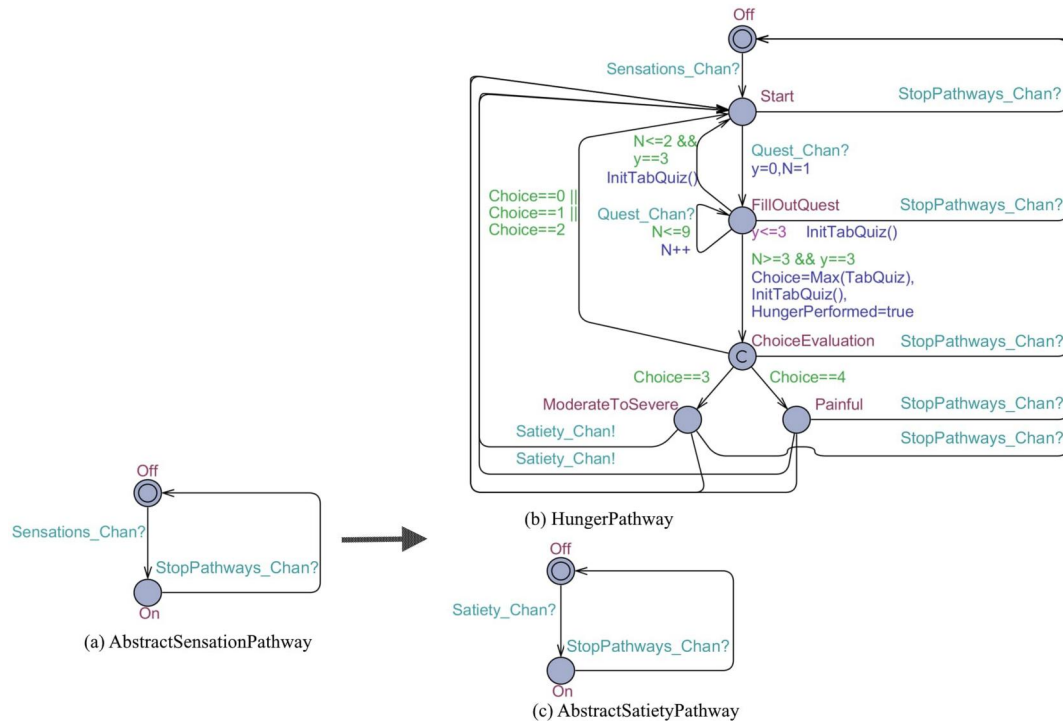 Off
Sensations_Chan?
Start
StopPathways_Chan?
N<=2 &&
y==3
InitTabQuiz()
Quest_Chan?
y=0,N=1
Choice==0 ||
Choice==1 ||
Choice==2
Quest_Chan?
N<=9
N++
FillOutQuest
y<=3
InitTabQuiz()
StopPathways_Chan?
N>=3 && y==3
Choice=Max(TabQuiz),
InitTabQuiz(),
HungerPerformed=true
ChoiceEvaluation
StopPathways_Chan?
C
Choice==3
Choice==4
ModerateToSevere
Painful
StopPathways_Chan?
Satiety_Chan!
StopPathways_Chan?
Satiety_Chan!
(b) HungerPathway
Off
Sensations_Chan?
StopPathways_Chan?
On
(a) AbstractSensationPathway
Off
Satiety_Chan?
StopPathways_Chan?
On
(c) AbstractSatietyPathway